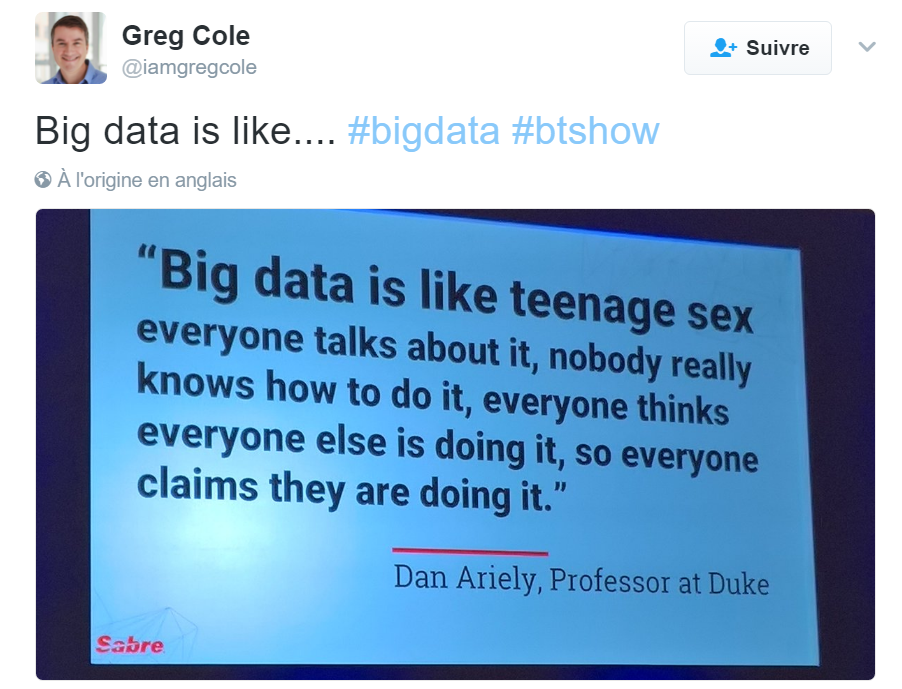 Greg Cole
@iamgregcole
Suivre
Big data is like.... #bigdata #btshow
À l'origine en anglais
“Big data is like teenage sex
everyone talks about it, nobody really
knows how to do it, everyone thinks
everyone else is doing it, so everyone
claims they are doing it.”
Dan Ariely, Professor at Duke
Sabre